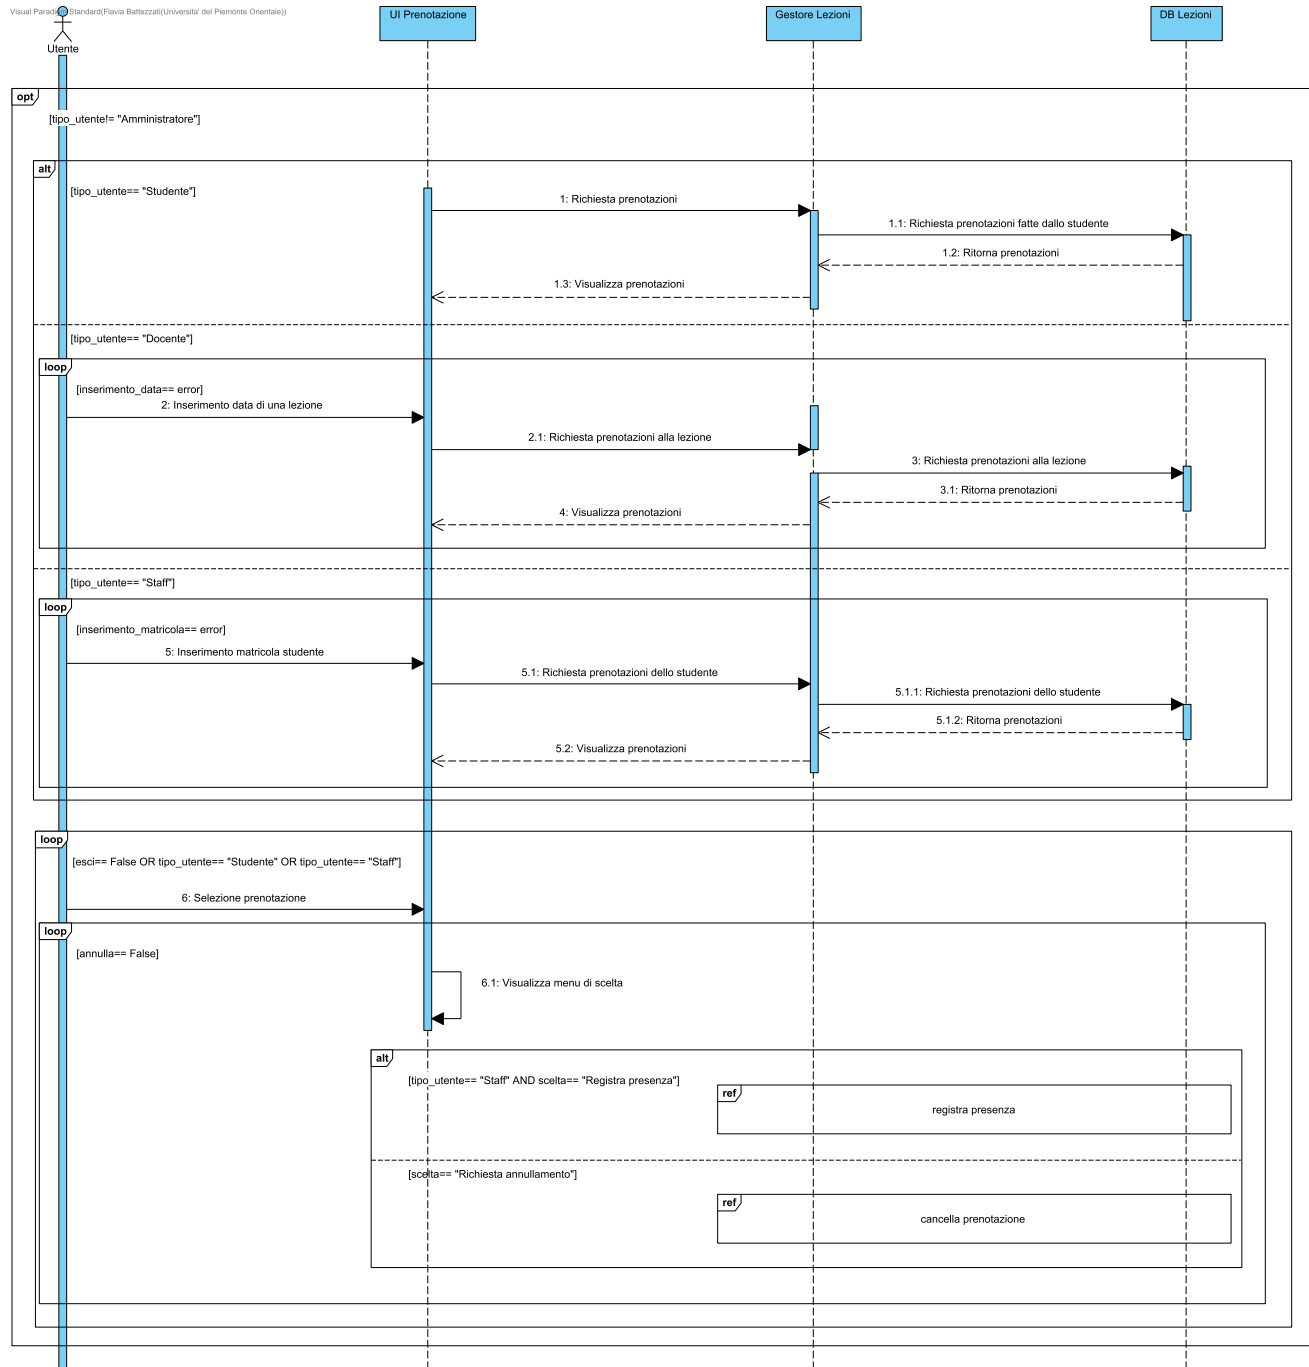 Visual Paradigm Standard(Flavia Battezzati(Universita' del Piemonte Orientale))
Utente
UI Prenotazione
Gestore Lezioni
DB Lezioni
opt
[tipo_utente!= "Amministratore"]
alt
[tipo_utente== "Studente"]
1: Richiesta prenotazioni
1.1: Richiesta prenotazioni fatte dallo studente
1.2: Ritorna prenotazioni
1.3: Visualizza prenotazioni
[tipo_utente== "Docente"]
loop
[inserimento_data== error]
2: Inserimento data di una lezione
2.1: Richiesta prenotazioni alla lezione
3: Richiesta prenotazioni alla lezione
3.1: Ritorna prenotazioni
4: Visualizza prenotazioni
[tipo_utente== "Staff"]
loop
[inserimento_matricola== error]
5: Inserimento matricola studente
5.1: Richiesta prenotazioni dello studente
5.1.1: Richiesta prenotazioni dello studente
5.1.2: Ritorna prenotazioni
5.2: Visualizza prenotazioni
loop
[esci== False OR tipo_utente== "Studente" OR tipo_utente== "Staff"]
6: Selezione prenotazione
loop
[annulla== False]
6.1: Visualizza menu di scelta
alt
[tipo_utente== "Staff" AND scelta== "Registra presenza"]
ref
registra presenza
[scelta== "Richiesta annullamento"]
ref
cancella prenotazione